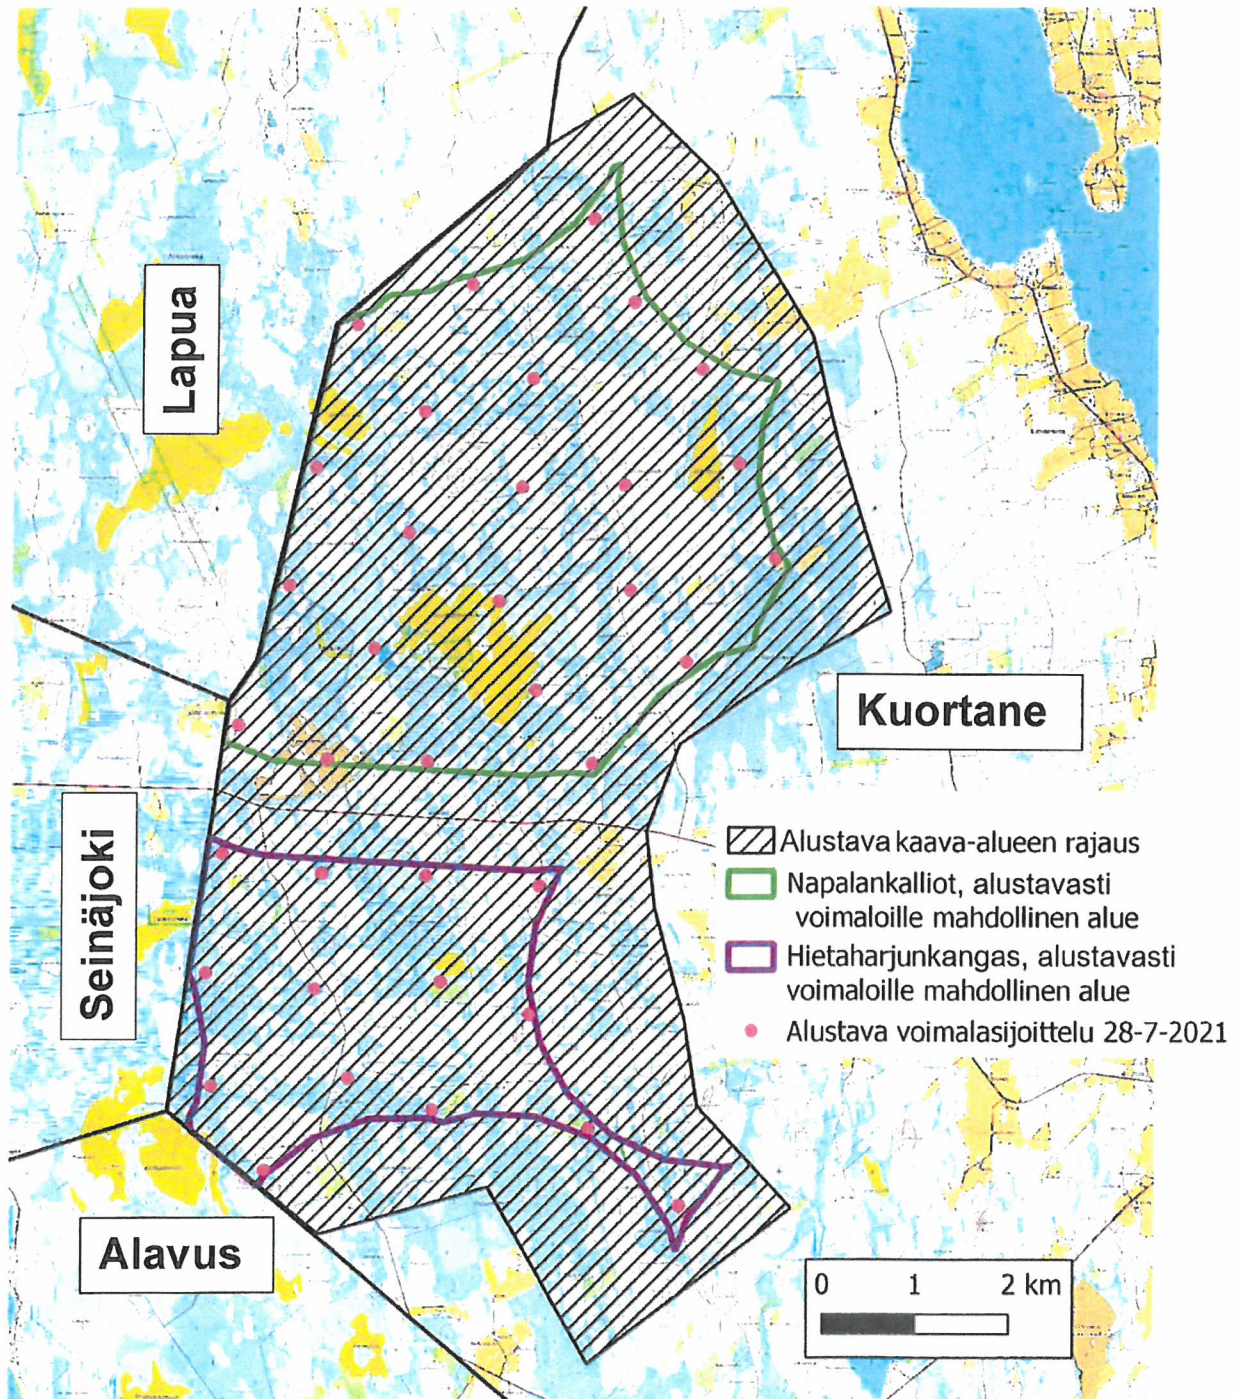 Lapua
Kuortane
Seinäjoki
Alustava kaava-alueen rajaus
Napalankalliot, alustavasti
voimaloille mahdollinen alue
Hietaharjunkangas, alustavasti
voimaloille mahdollinen alue
Alustava voimalasijoittelu 28-7-2021
Alavus
0 1 2 km